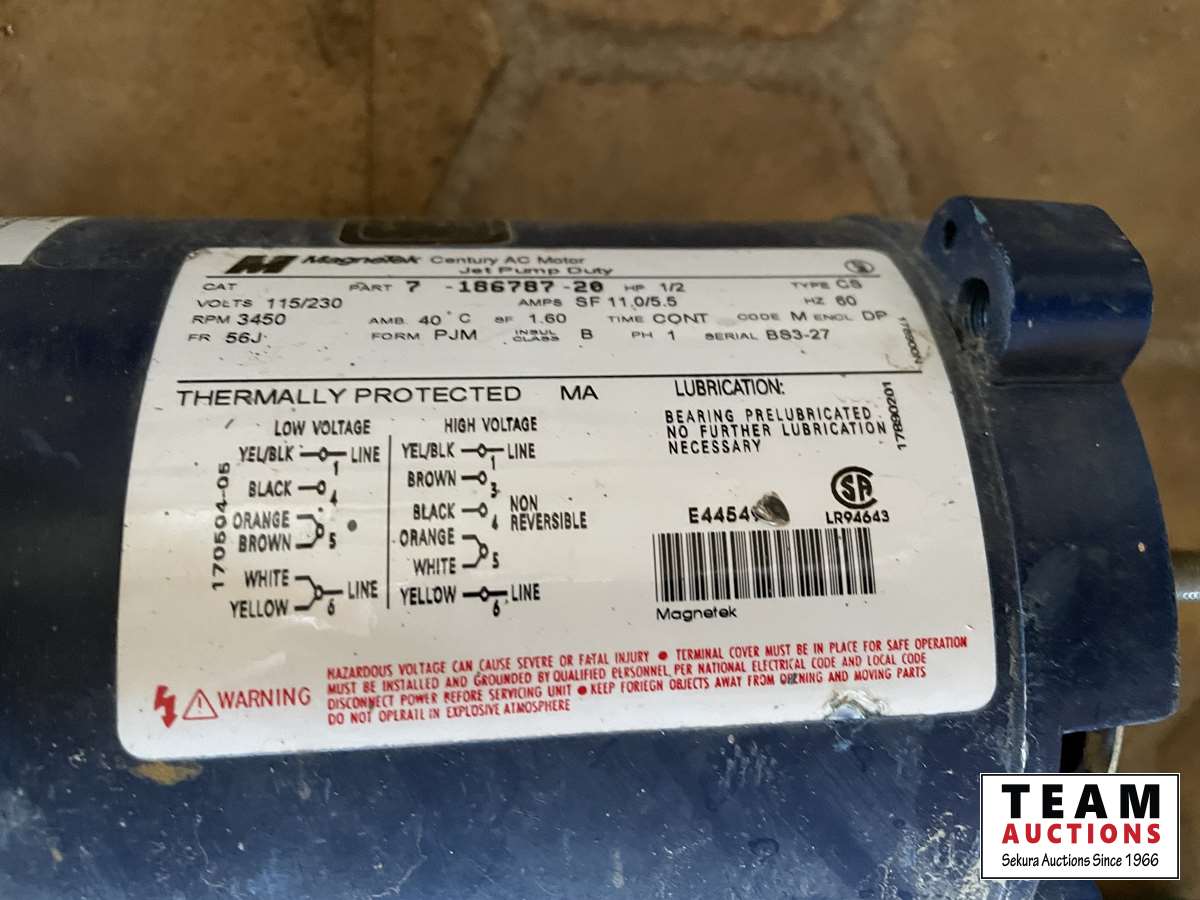 MagneTek Century AC Motor
Jet Pump Duty
CAT PART 7 -186787-20 HP 1/2 TYPE CS
VOLTS 115/230 AMPS SF 11.0/5.5 HZ 60
RPM 3450 AMB. 40°C SF 1.60 TIME CONT CODE M ENCL DP
FR 56J FORM PJM INSUL CLASS B PH 1 SERIAL BS3-27
THERMALLY PROTECTED MA
LOW VOLTAGE
YEL/BLK 1 LINE
BLACK 4
ORANGE
BROWN 5
WHITE
YELLOW 6 LINE
170504-05
HIGH VOLTAGE
YEL/BLK 1 LINE
BROWN 3
BLACK 4
ORANGE
WHITE 5
YELLOW 6 LINE
NON
REVERSIBLE
LUBRICATION:
BEARING PRELUBRICATED
NO FURTHER LUBRICATION
NECESSARY
17890201
E4454
LR94643
Magnetek
WARNING
HAZARDOUS VOLTAGE CAN CAUSE SEVERE OR FATAL INJURY ● TERMINAL COVER MUST BE IN PLACE FOR SAFE OPERATION
MUST BE INSTALLED AND GROUNDED BY QUALIFIED PERSONNEL, PER NATIONAL ELECTRICAL CODE AND LOCAL CODE
DISCONNECT POWER BEFORE SERVICING UNIT ● KEEP FORIEGN OBJECTS AWAY FROM OPENING AND MOVING PARTS
DO NOT OPERATE IN EXPLOSIVE ATMOSPHERE
TEAM
AUCTIONS
Sekura Auctions Since 1966